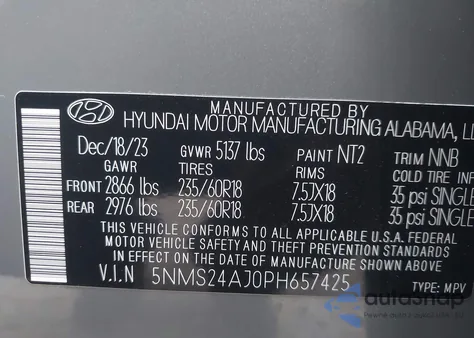 MANUFACTURED BY
HYUNDAI MOTOR MANUFACTURING ALABAMA, LL
Dec/18/23 GVWR 5137 lbs PAINT NT2 TRIM NNB
GAWR TIRES RIMS COLD TIRE INF
FRONT 2866 lbs 235/60R18 7.5JX18 35 psi SINGLE
REAR 2976 lbs 235/60R18 7.5JX18 35 psi SINGLE
THIS VEHICLE CONFORMS TO ALL APPLICABLE U.S.A. FEDERAL
MOTOR VEHICLE SAFETY, BUMPER, AND THEFT PREVENTION STANDARDS
IN EFFECT ON THE DATE OF MANUFACTURE SHOWN ABOVE.
V.I.N 5NMS24AJ0PH657425 TYPE: MPV
autosnap